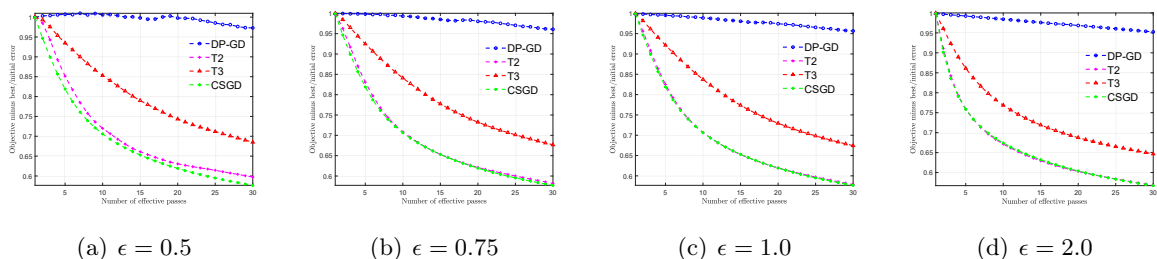 Objective minus best/initial error
1
0.95
0.9
0.85
0.8
0.75
0.7
0.65
0.6
5
10
15
20
25
30
Number of effective passes
DP-GD
T2
T3
CSGD
(a) ϵ = 0.5
Objective minus best/initial error
1
0.95
0.9
0.85
0.8
0.75
0.7
0.65
0.6
5
10
15
20
25
30
Number of effective passes
DP-GD
T2
T3
CSGD
(b) ϵ = 0.75
Objective minus best/initial error
1
0.95
0.9
0.85
0.8
0.75
0.7
0.65
0.6
5
10
15
20
25
30
Number of effective passes
DP-GD
T2
T3
CSGD
(c) ϵ = 1.0
Objective minus best/initial error
1
0.95
0.9
0.85
0.8
0.75
0.7
0.65
0.6
5
10
15
20
25
30
Number of effective passes
DP-GD
T2
T3
CSGD
(d) ϵ = 2.0